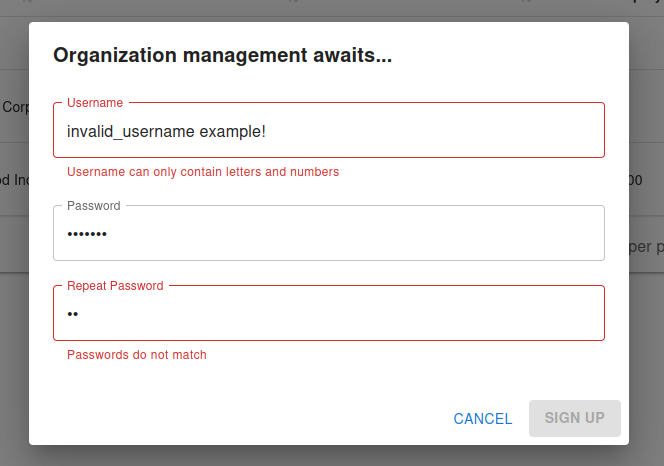 Organization management awaits...
Username
invalid_username example!
Username can only contain letters and numbers
Password
•••••••
Repeat Password
••
Passwords do not match
CANCEL SIGN UP
Corp
00
per